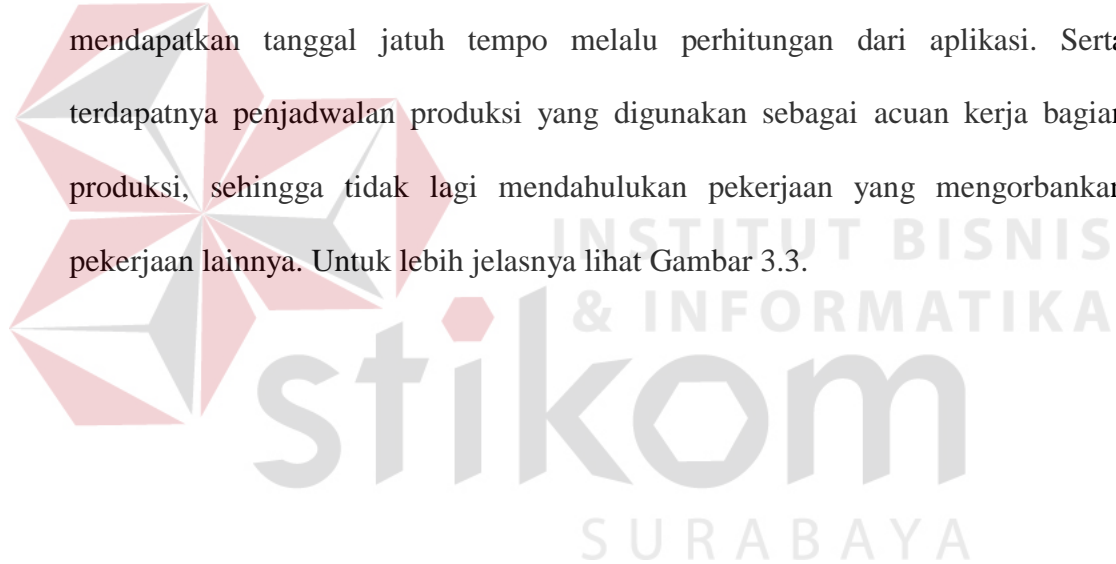 mendapatkan tanggal jatuh tempo melalu perhitungan dari aplikasi. Serta
terdapatnya penjadwalan produksi yang digunakan sebagai acuan kerja bagian
produksi, sehingga tidak lagi mendahulukan pekerjaan yang mengorbankan
pekerjaan lainnya. Untuk lebih jelasnya lihat Gambar 3.3.
INSTITUT BISNIS
& INFORMATIKA
stikom
SURABAYA